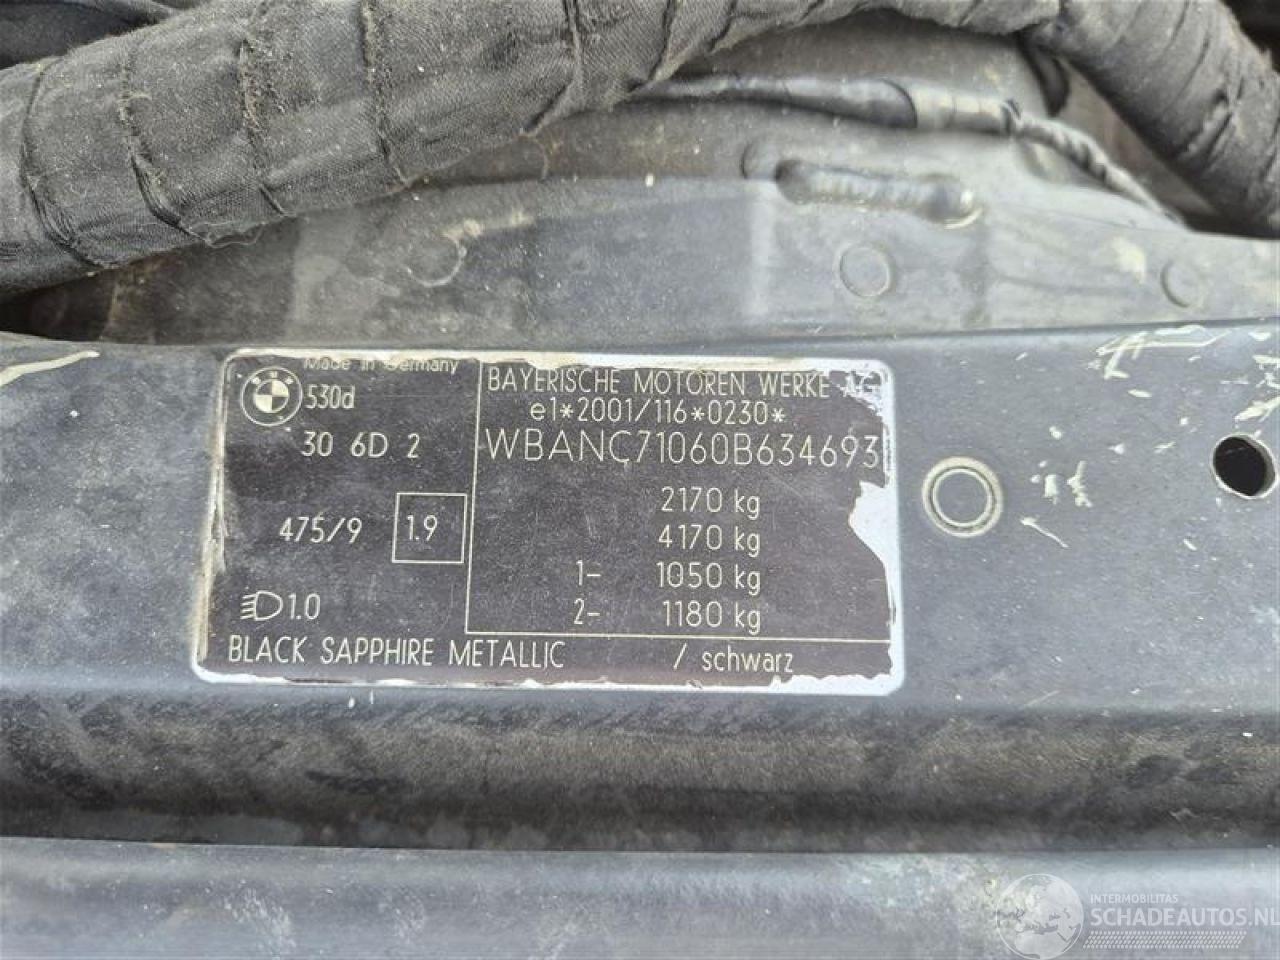 Made in Germany
530d
30 6D 2
475/9 1.9
1.0
BAYERISCHE MOTOREN WERKE AG
e1*2001/116*0230*
WBANC71060B634693
2170 kg
4170 kg
1- 1050 kg
2- 1180 kg
BLACK SAPPHIRE METALLIC / schwarz
INTERMOBILITAS
SCHADEAUTOS.NL